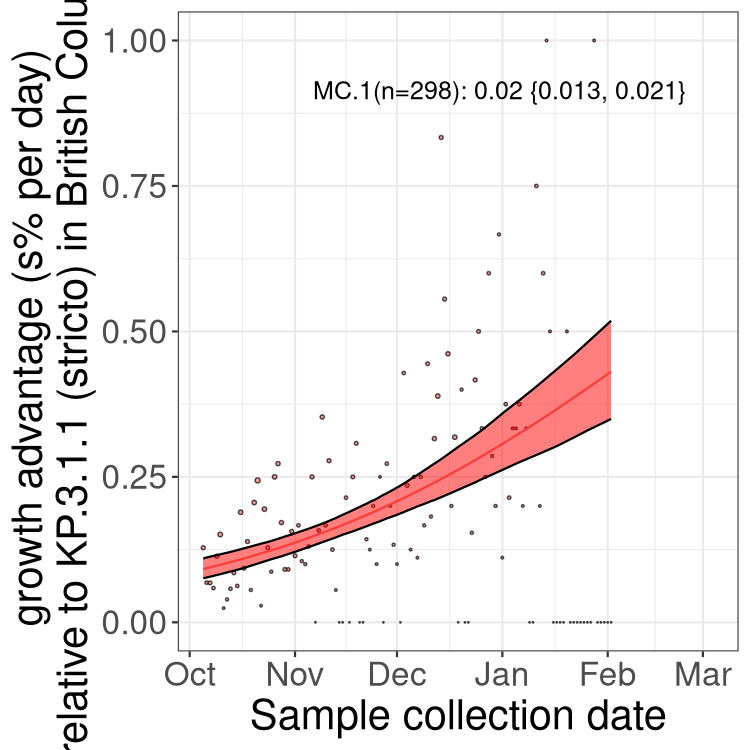 growth advantage (s% per day)
relative to KP.3.1.1 (stricto) in British Colu
1.00
0.75
0.50
0.25
0.00
MC.1(n=298): 0.02 {0.013, 0.021}
Oct Nov Dec Jan Feb Mar
Sample collection date